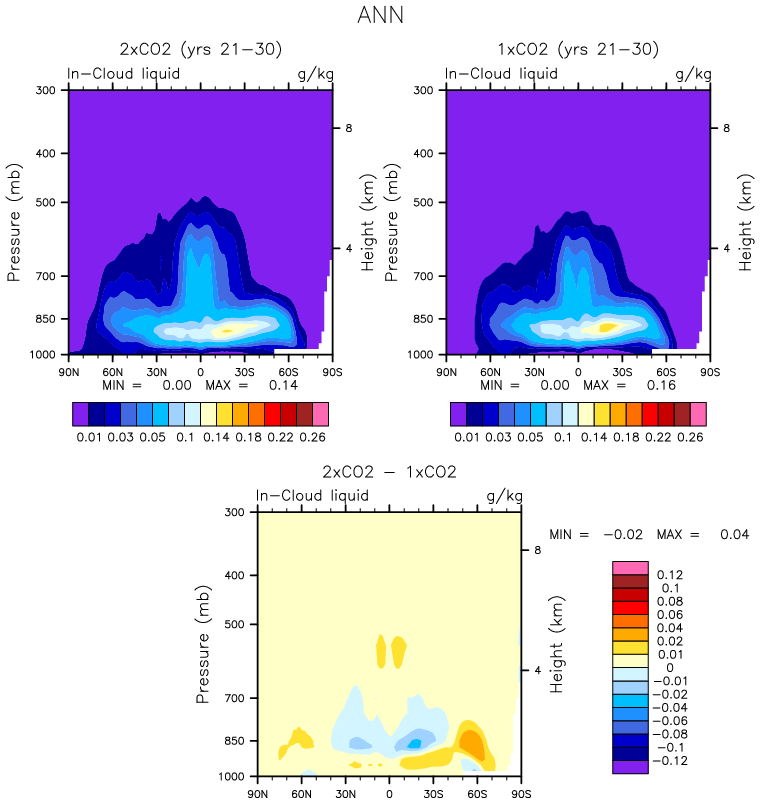 ANN
2xCO2 (yrs 21-30)
In-Cloud liquid g/kg
300
400
500
700
850
1000
Pressure (mb)
8
4
Height (km)
90N 60N 30N 0 30S 60S 90S
MIN = 0.00 MAX = 0.14
0.01 0.03 0.05 0.1 0.14 0.18 0.22 0.26
1xCO2 (yrs 21-30)
In-Cloud liquid g/kg
300
400
500
700
850
1000
Pressure (mb)
8
4
Height (km)
90N 60N 30N 0 30S 60S 90S
MIN = 0.00 MAX = 0.16
0.01 0.03 0.05 0.1 0.14 0.18 0.22 0.26
2xCO2 - 1xCO2
In-Cloud liquid g/kg
300
400
500
700
850
1000
Pressure (mb)
8
4
Height (km)
90N 60N 30N 0 30S 60S 90S
MIN = -0.02 MAX = 0.04
0.12
0.1
0.08
0.06
0.04
0.02
0.01
0
-0.01
-0.02
-0.04
-0.06
-0.08
-0.1
-0.12